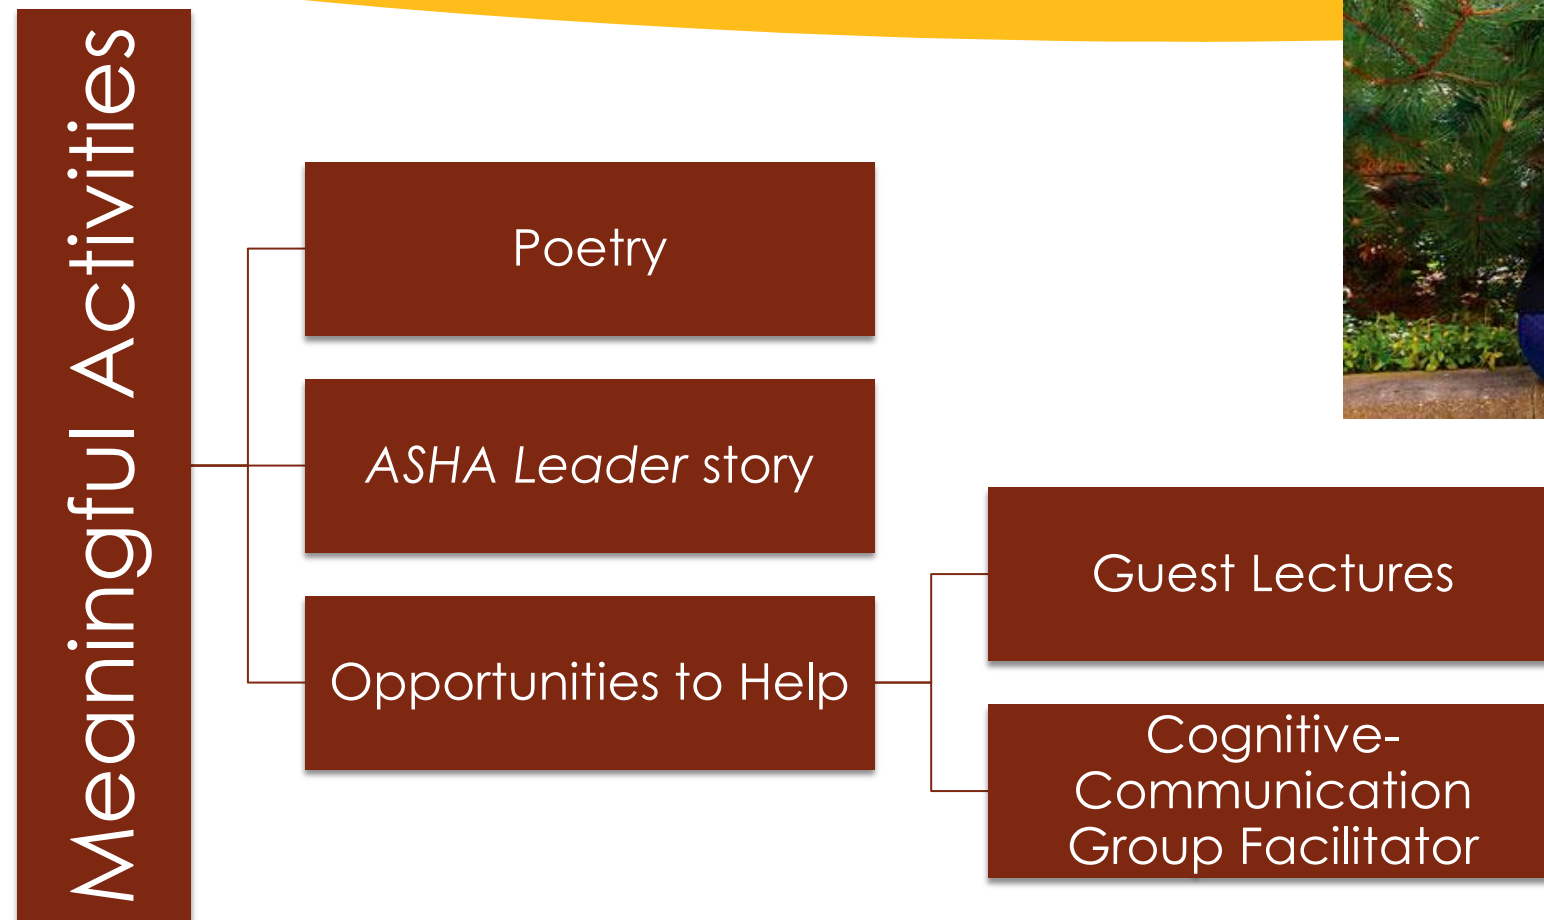 Meaningful Activities
Poetry
ASHA Leader story
Opportunities to Help
Guest Lectures
Cognitive-
Communication
Group Facilitator